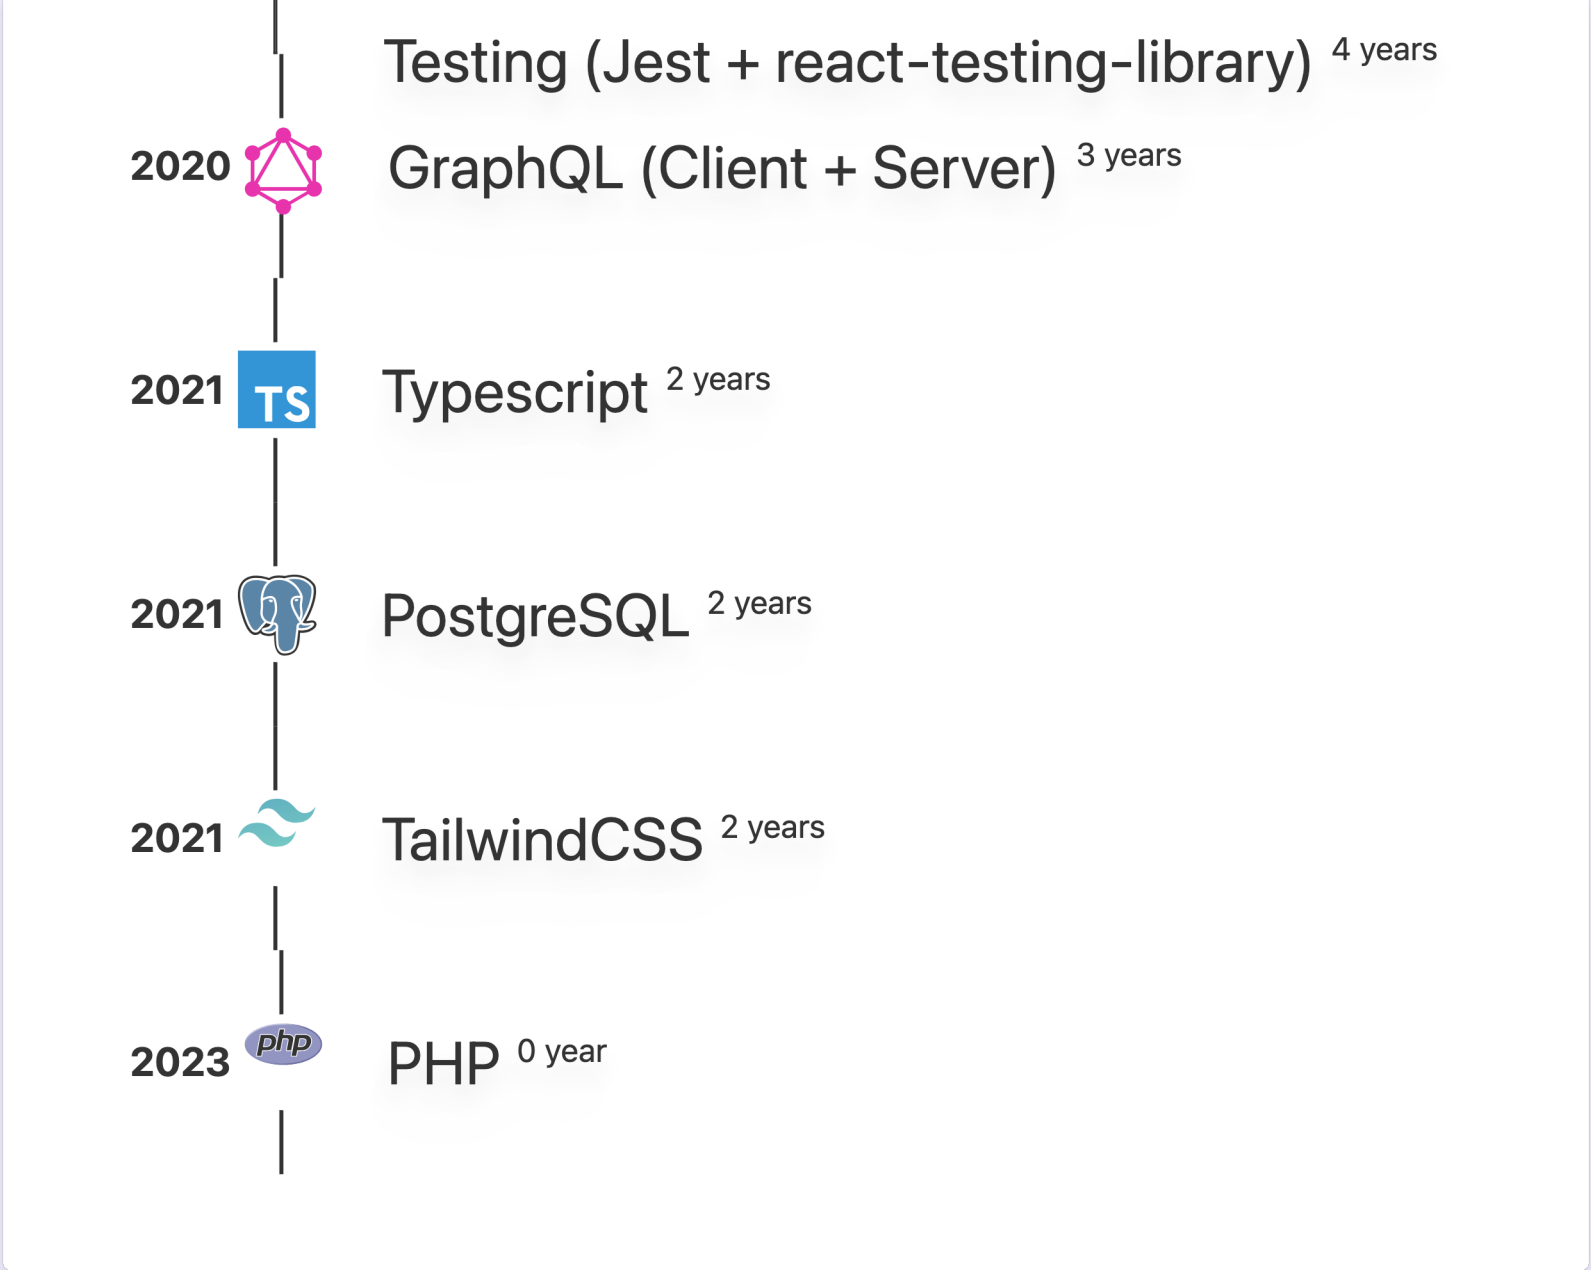 Testing (Jest + react-testing-library) 4 years
2020 GraphQL (Client + Server) 3 years
2021 TS Typescript 2 years
2021 PostgreSQL 2 years
2021 TailwindCSS 2 years
2023 php PHP 0 year